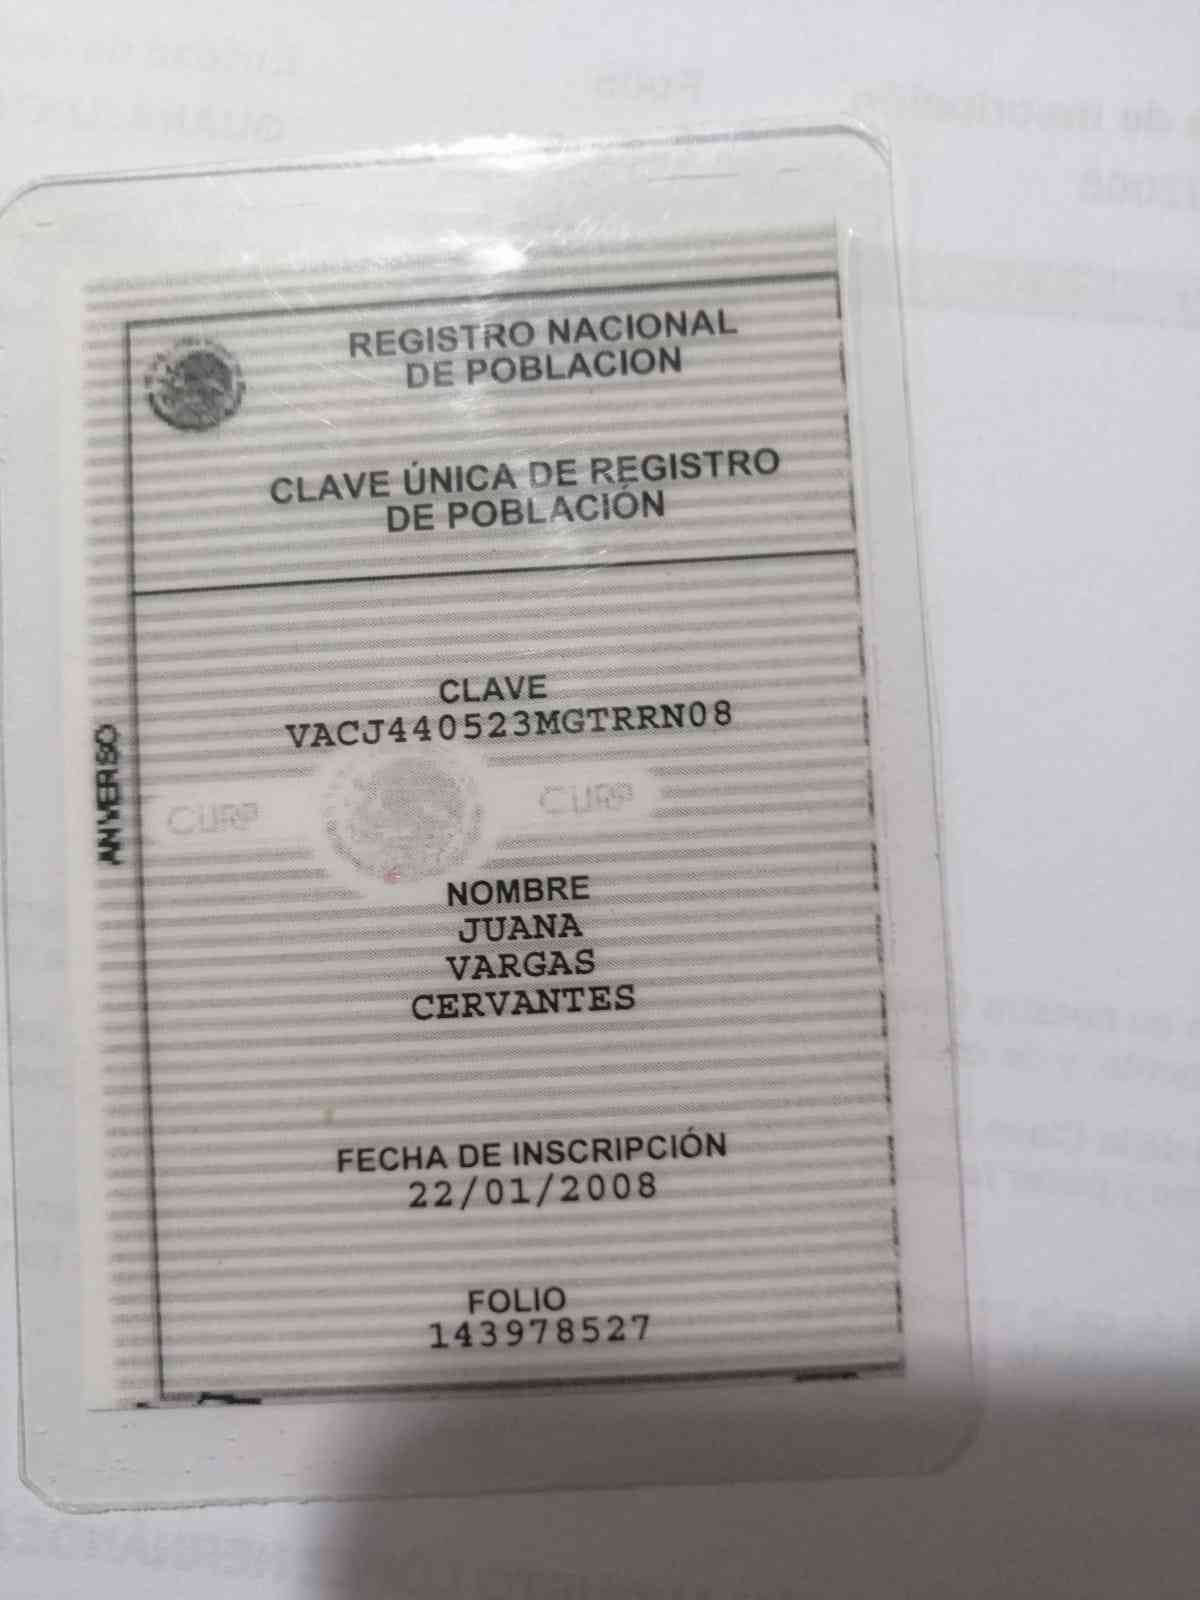 REGISTRO NACIONAL
DE POBLACION
CLAVE ÚNICA DE REGISTRO
DE POBLACIÓN
CLAVE
VACJ440523MGTRRN08
ANVERSO
CURP
CURP
NOMBRE
JUANA
VARGAS
CERVANTES
FECHA DE INSCRIPCIÓN
22/01/2008
FOLIO
143978527